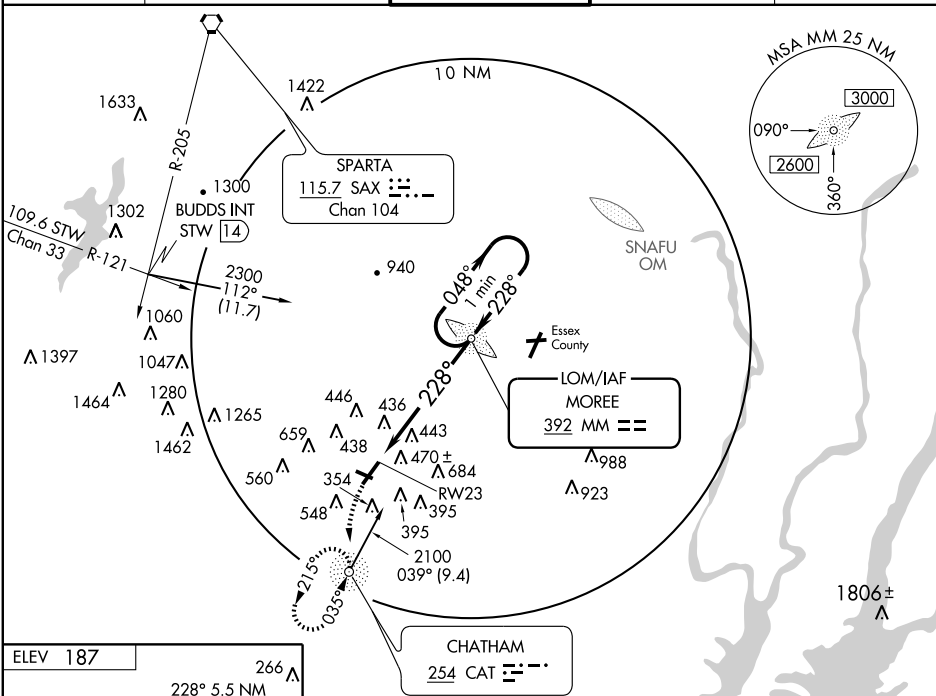 10 NM
MSA MM 25 NM
3000
090°
2600
360°
1422
1633
R-205
SPARTA
115.7 SAX
Chan 104
1300
BUDDS INT
STW 14
1302
109.6 STW
Chan 33
R-121
2300
112°
(11.7)
940
048°
1 min
228°
SNAFU
OM
Essex
County
1060
1397
1047
228°
LOM/IAF
MOREE
392 MM
1464
1280
1265
1462
446
436
659
438
443
470±
684
560
354
RW23
988
923
548
395
395
2100
039° (9.4)
215°
035°
1806±
CHATHAM
254 CAT
ELEV 187
266
228° 5.5 NM